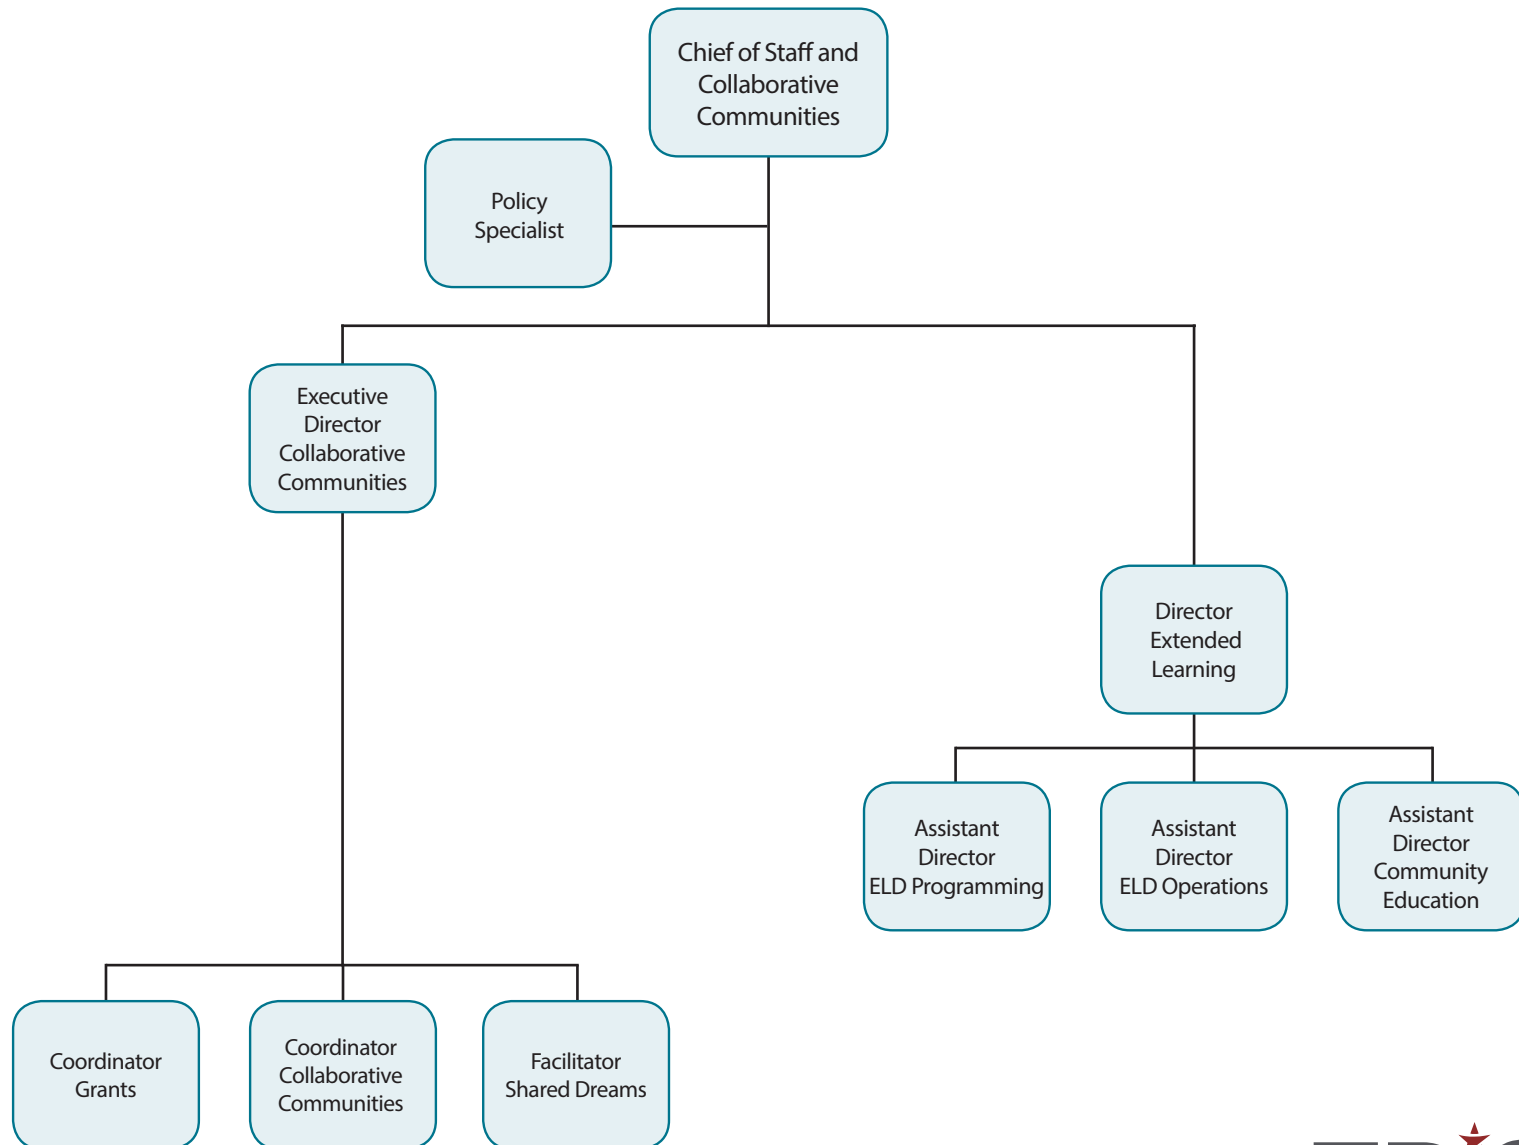 Chief of Staff and
Collaborative
Communities
Policy
Specialist
Executive
Director
Collaborative
Communities
Director
Extended
Learning
Assistant
Director
ELD Programming
Assistant
Director
ELD Operations
Assistant
Director
Community
Education
Coordinator
Grants
Coordinator
Collaborative
Communities
Facilitator
Shared Dreams